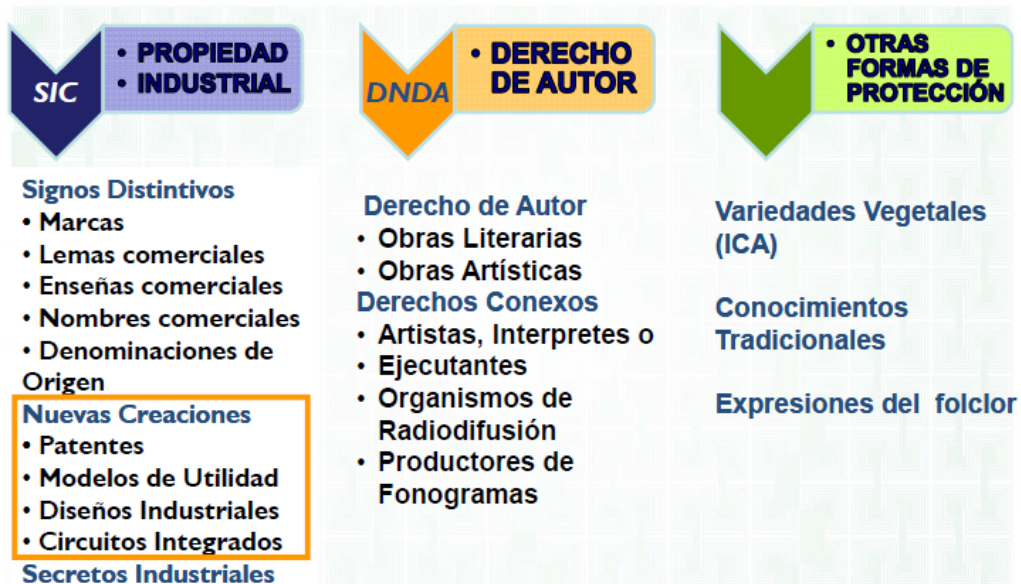 SIC
• PROPIEDAD
• INDUSTRIAL
Signos Distintivos
• Marcas
• Lemas comerciales
• Enseñas comerciales
• Nombres comerciales
• Denominaciones de
Origen
Nuevas Creaciones
• Patentes
• Modelos de Utilidad
• Diseños Industriales
• Circuitos Integrados
Secretos Industriales
DNDA
• DERECHO
DE AUTOR
Derecho de Autor
• Obras Literarias
• Obras Artísticas
Derechos Conexos
• Artistas, Interpretes o
• Ejecutantes
• Organismos de
Radiodifusión
• Productores de
Fonogramas
• OTRAS
FORMAS DE
PROTECCIÓN
Variedades Vegetales
(ICA)
Conocimientos
Tradicionales
Expresiones del folclor